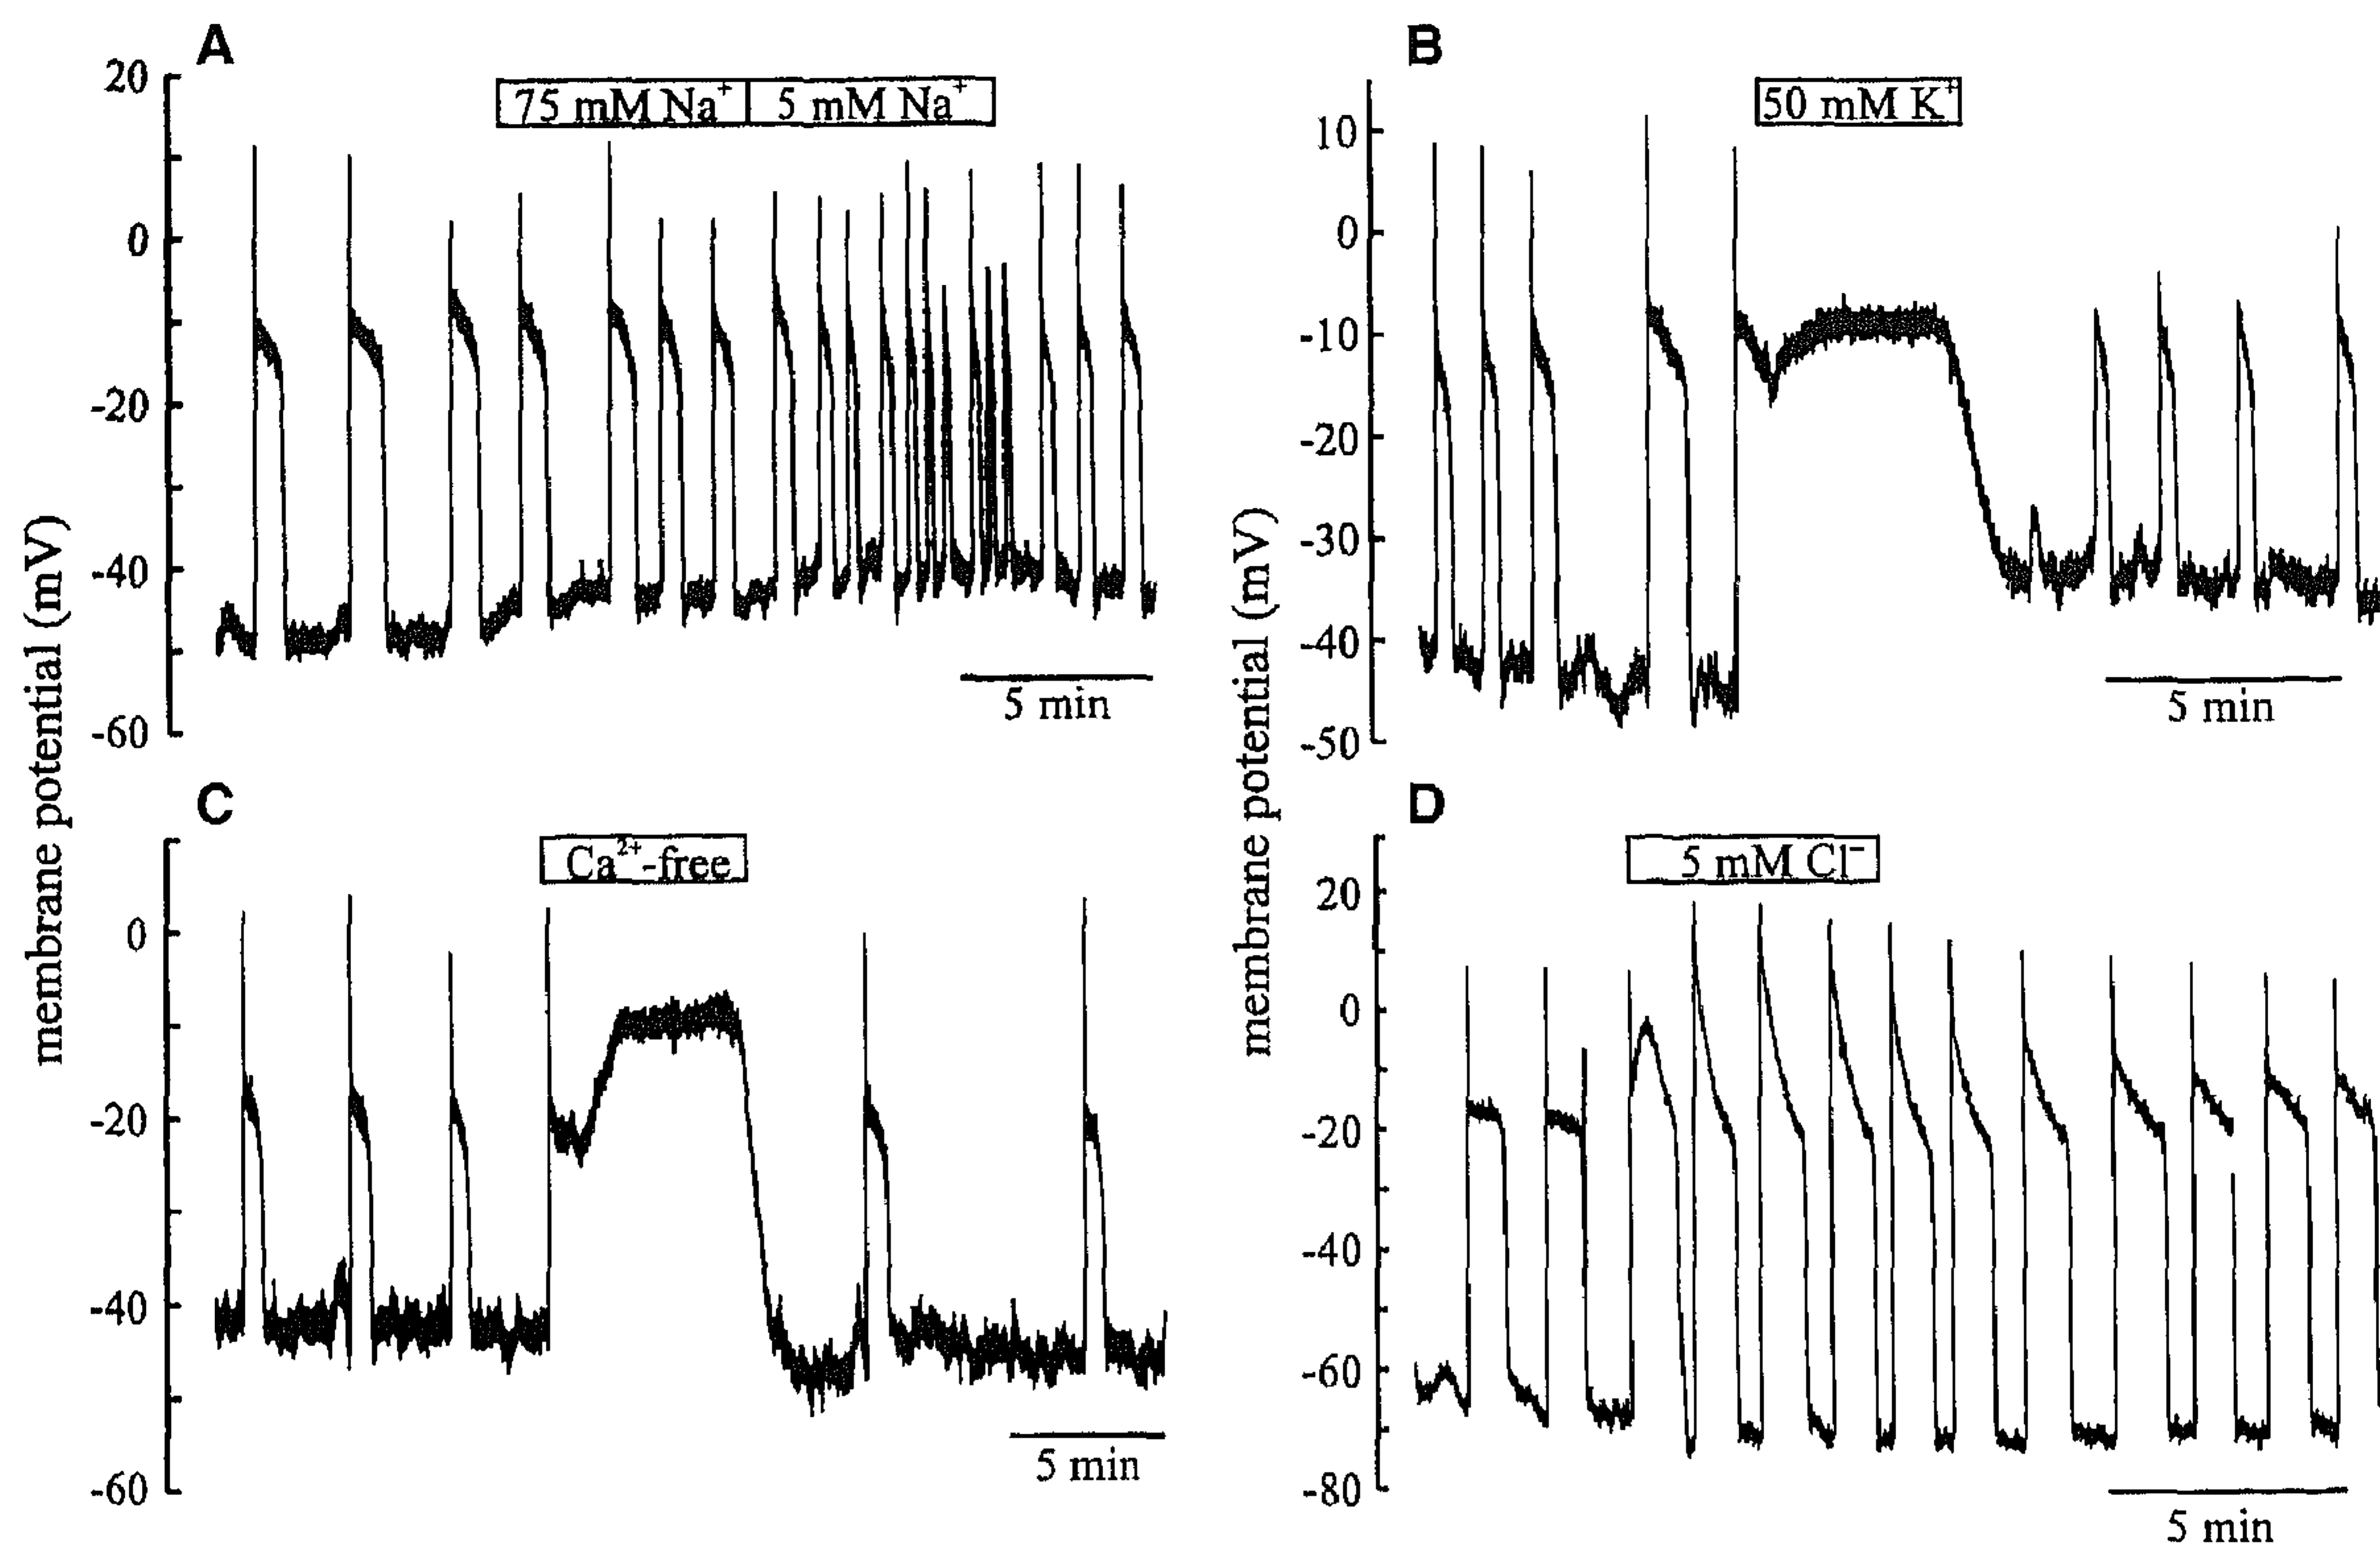 A
20
0
-20
-40
-60
75 mM Na⁺
5 mM Na⁺
5 min
B
10
0
-10
-20
-30
-40
-50
50 mM K⁺
5 min
membrane potential (mV)
membrane potential (mV)
C
0
-20
-40
-60
Ca²⁺-free
5 min
D
20
0
-20
-40
-60
-80
5 mM Cl⁻
5 min